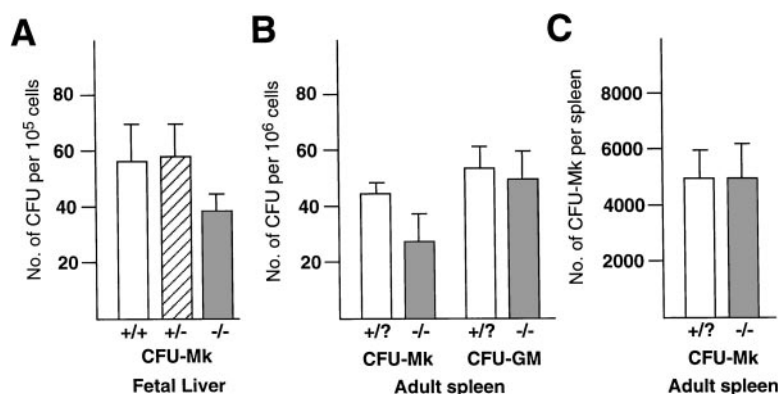 A
No. of CFU per 10⁵ cells
80
60
40
20
+/+ +/- -/-
CFU-Mk
Fetal Liver
B
No. of CFU per 10⁶ cells
80
60
40
20
+/? -/- +/? -/-
CFU-Mk CFU-GM
Adult spleen
C
No. of CFU-Mk per spleen
8000
6000
4000
2000
+/? -/-
CFU-Mk
Adult spleen